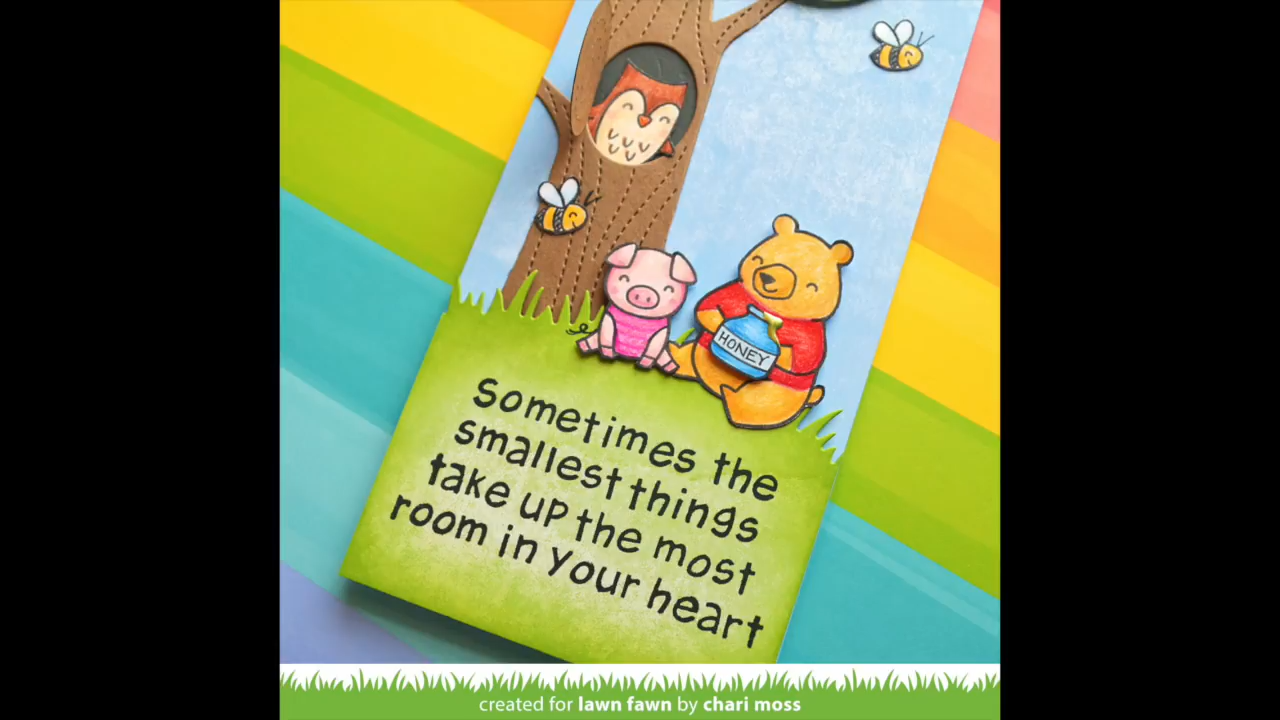 HONEY
Sometimes the
smallest things
take up the most
room in your heart
created for lawn fawn by chari moss